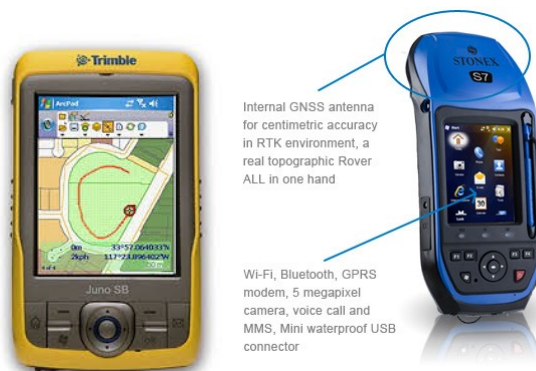 Trimble
ArcPad
0m 33°57.064033'N
2kph 117°23.896402'W
Juno SB
STONEX
S7
Internal GNSS antenna
for centimetric accuracy
in RTK environment, a
real topographic Rover
ALL in one hand
Wi-Fi, Bluetooth, GPRS
modem, 5 megapixel
camera, voice call and
MMS, Mini waterproof USB
connector